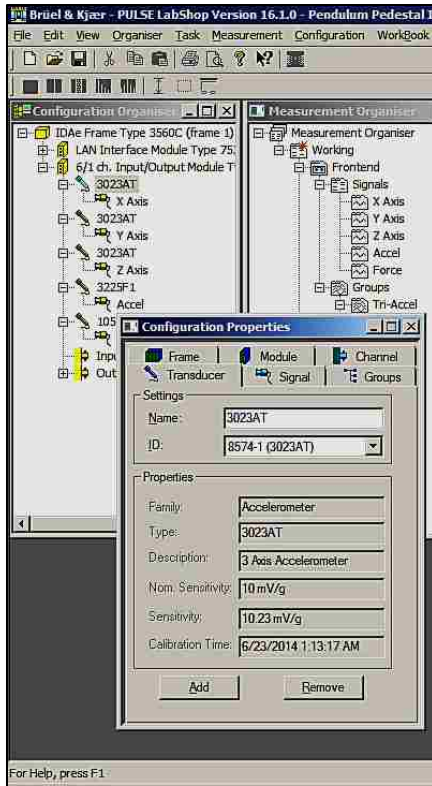 Brüel & Kjær - PULSE LabShop Version 16.1.0 - Pendulum Pedestal
File Edit View Organiser Task Measurement Configuration WorkBook
Configuration Organiser
IDAe Frame Type 3560C (frame 1)
LAN Interface Module Type 75
6/1 ch. Input/Output Module T
3023AT
X Axis
3023AT
Y Axis
3023AT
Z Axis
3225F1
Accel
105
Inpu
Out
Measurement Organiser
Measurement Organiser
Working
Frontend
Signals
X Axis
Y Axis
Z Axis
Accel
Force
Groups
Tri-Accel
Configuration Properties
Frame Module Channel
Transducer Signal Groups
Settings
Name: 3023AT
ID: 8574-1 (3023AT)
Properties
Family: Accelerometer
Type: 3023AT
Description: 3 Axis Accelerometer
Nom. Sensitivity: 10 mV/g
Sensitivity: 10.23 mV/g
Calibration Time: 6/23/2014 1:13:17 AM
Add Remove
For Help, press F1